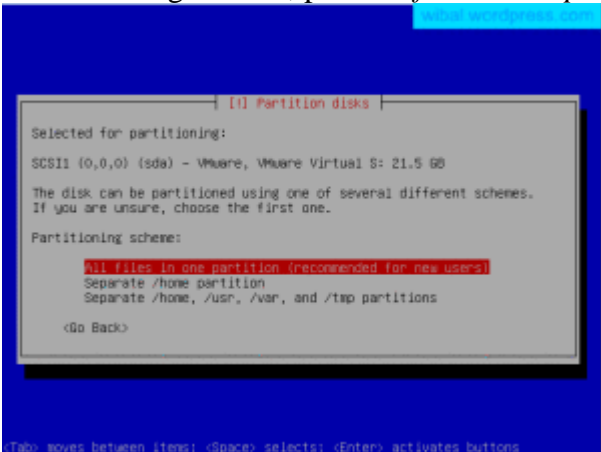 wibal.wordpress.com
[!] Partition disks
Selected for partitioning:
SCSI1 (0,0,0) (sda) - VMware, VMware Virtual S: 21.5 GB
The disk can be partitioned using one of several different schemes.
If you are unsure, choose the first one.
Partitioning scheme:
All files in one partition (recommended for new users)
Separate /home partition
Separate /home, /usr, /var, and /tmp partitions
<Go Back>
<Tab> moves between items; <Space> selects; <Enter> activates buttons